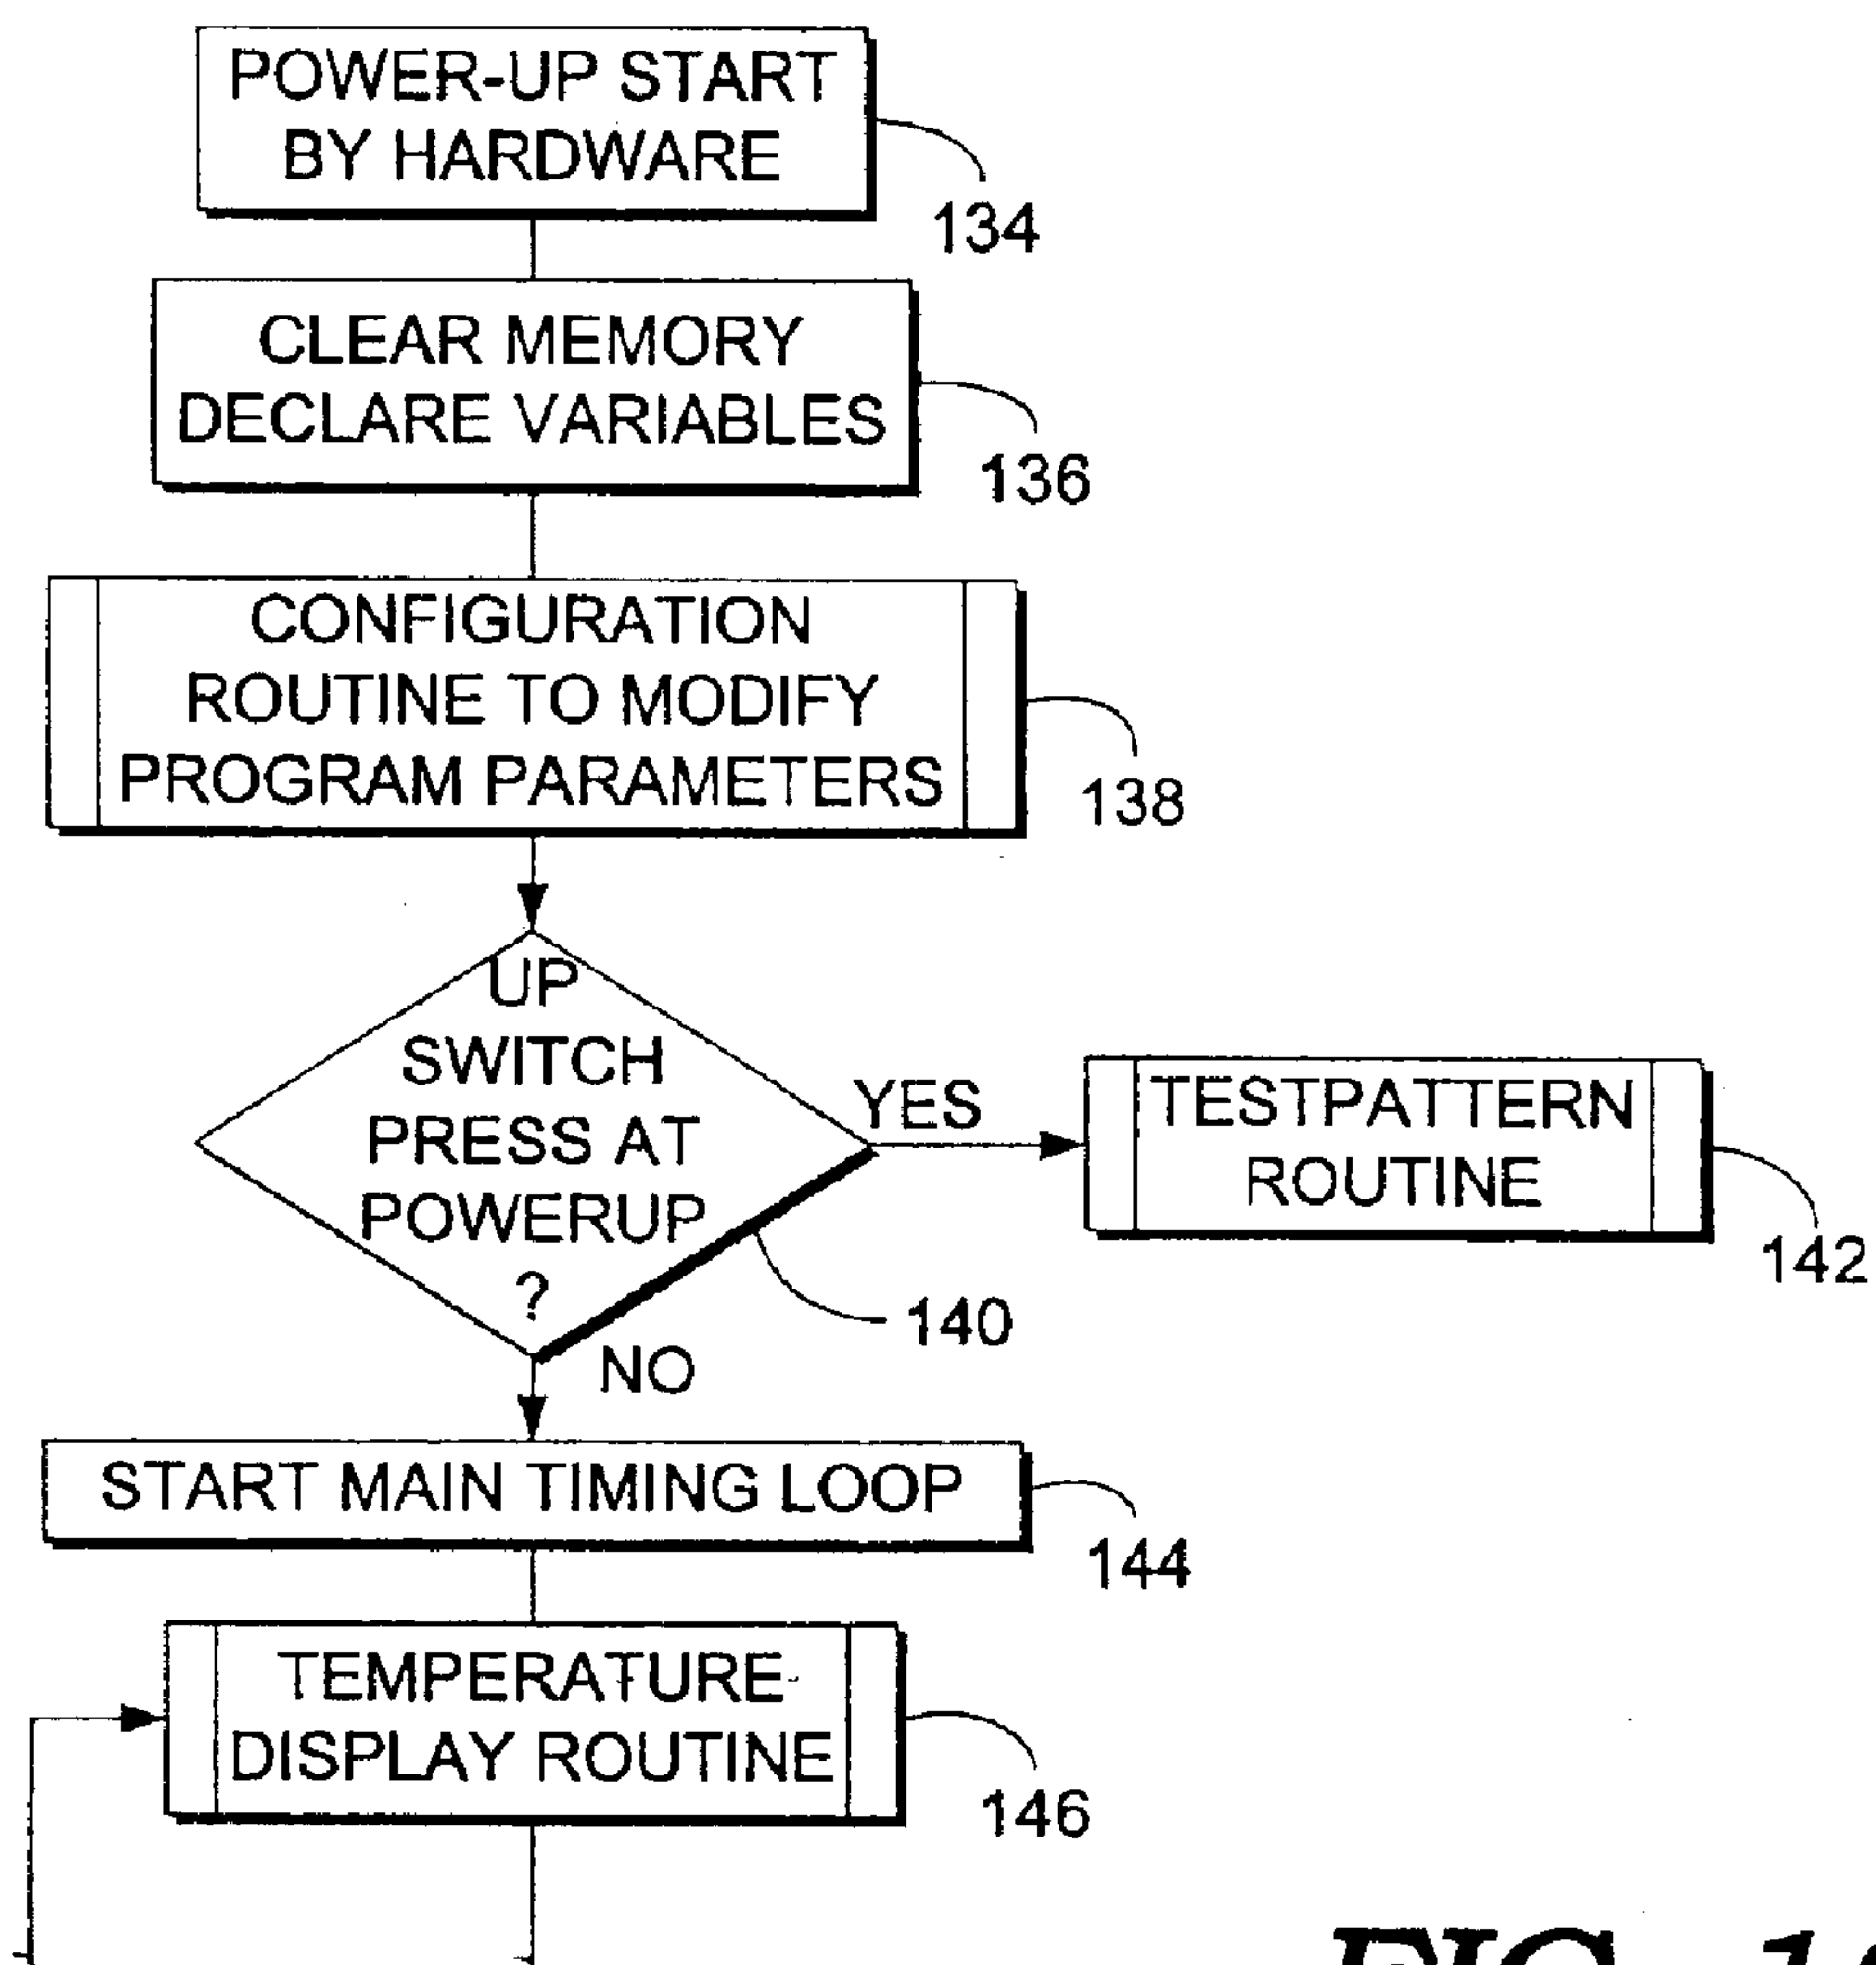 POWER-UP START
BY HARDWARE
134
CLEAR MEMORY
DECLARE VARIABLES
136
CONFIGURATION
ROUTINE TO MODIFY
PROGRAM PARAMETERS
138
UP
SWITCH
PRESS AT
POWERUP
?
YES
TESTPATTERN
ROUTINE
142
140
NO
START MAIN TIMING LOOP
144
TEMPERATURE
DISPLAY ROUTINE
146
FIG.